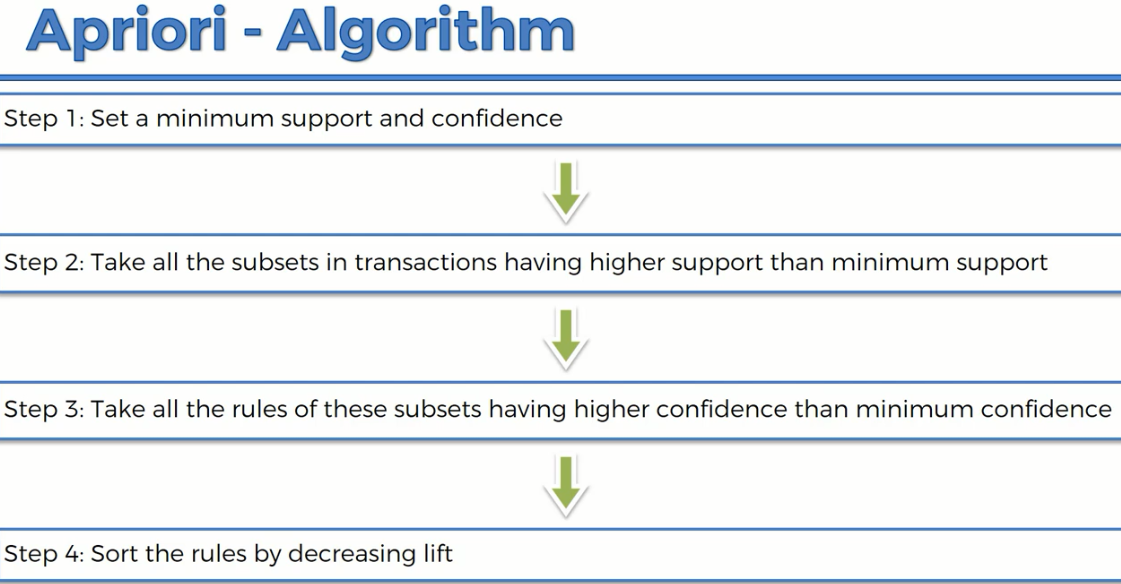 Apriori - Algorithm
Step 1: Set a minimum support and confidence
Step 2: Take all the subsets in transactions having higher support than minimum support
Step 3: Take all the rules of these subsets having higher confidence than minimum confidence
Step 4: Sort the rules by decreasing lift